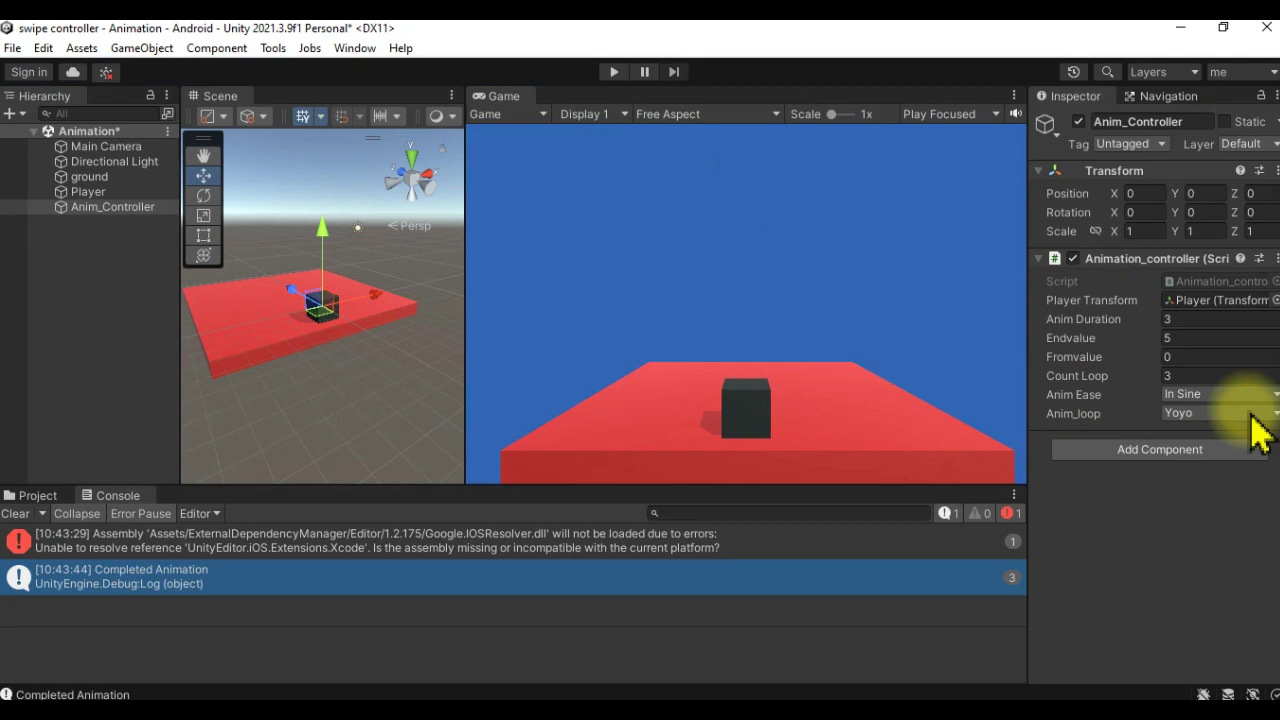 swipe controller - Animation - Android - Unity 2021.3.9f1 Personal* <DX11>
File Edit Assets GameObject Component Tools Jobs Window Help
Sign in Layers me
Hierarchy
All
Animation*
Main Camera
Directional Light
ground
Player
Anim_Controller
Scene
Y
Persp
Game
Game Display 1 Free Aspect Scale 1x Play Focused
Inspector Navigation
Anim_Controller Static
Tag Untagged Layer Default
Transform
Position X 0 Y 0 Z 0
Rotation X 0 Y 0 Z 0
Scale X 1 Y 1 Z 1
# Animation_controller (Scri
Script Animation_contro
Player Transform Player (Transform
Anim Duration 3
Endvalue 5
Fromvalue 0
Count Loop 3
Anim Ease In Sine
Anim_loop Yoyo
Add Component
Project Console
Clear Collapse Error Pause Editor 1 0 1
[10:43:29] Assembly 'Assets/ExternalDependencyManager/Editor/1.2.175/Google.IOSResolver.dll' will not be loaded due to errors:
Unable to resolve reference 'UnityEditor.iOS.Extensions.Xcode'. Is the assembly missing or incompatible with the current platform?
1
[10:43:44] Completed Animation
UnityEngine.Debug:Log (object)
3
Completed Animation